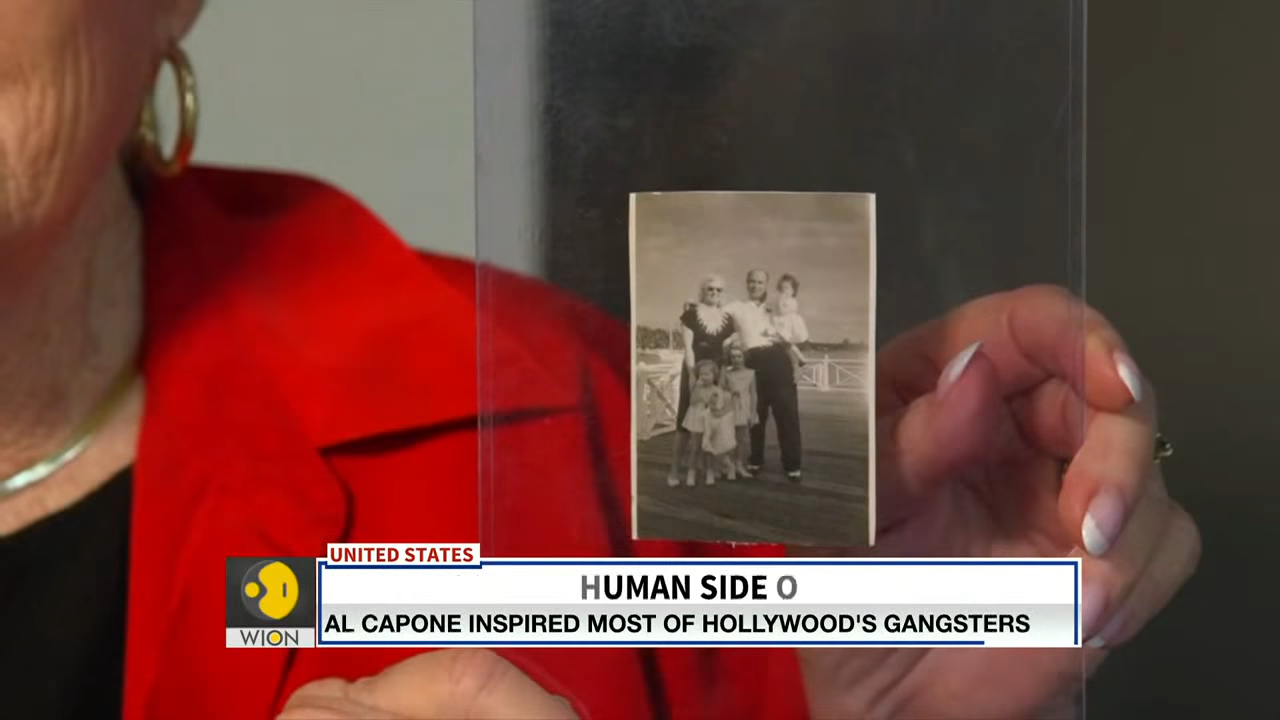 UNITED STATES
HUMAN SIDE O
AL CAPONE INSPIRED MOST OF HOLLYWOOD'S GANGSTERS
WION